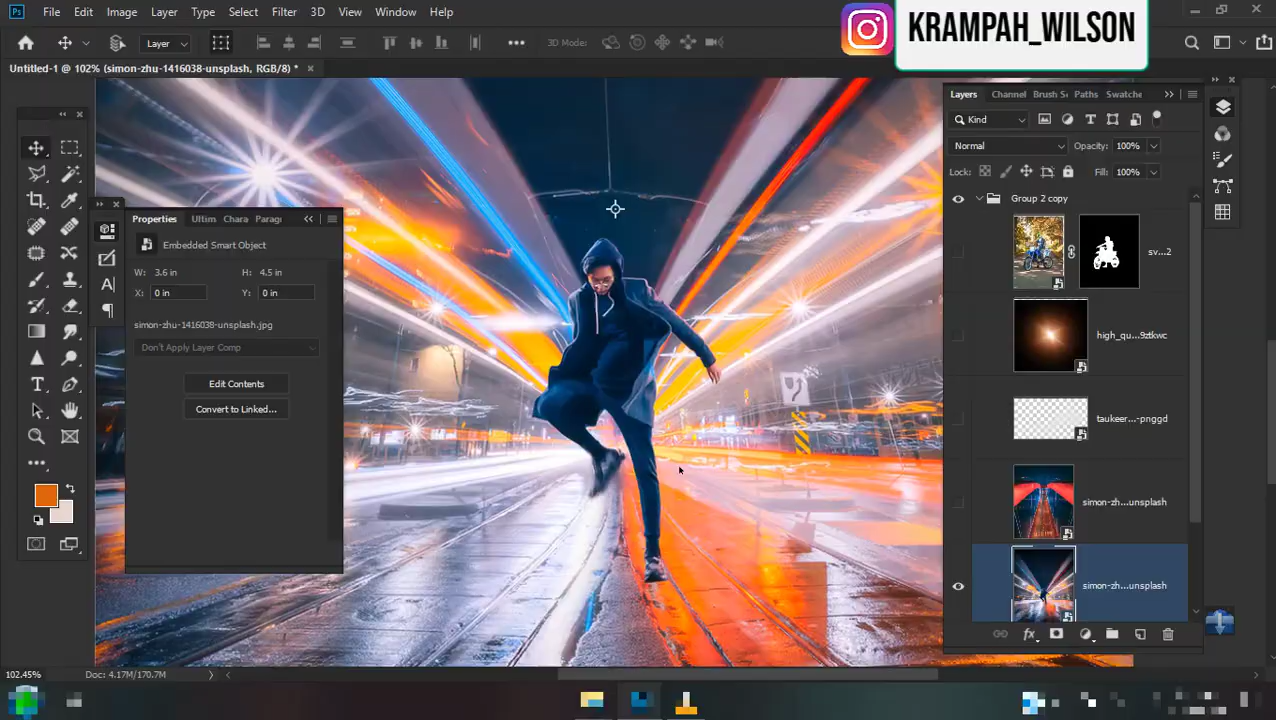 KRAMPAH_WILSON
Ps File Edit Image Layer Type Select Filter 3D View Window Help
Layer 3D Mode:
Untitled-1 @ 102% (simon-zhu-1416038-unsplash, RGB/8) *
Layers Channel Brush Se Paths Swatche
Kind
Normal Opacity: 100%
Lock: Fill: 100%
Group 2 copy
sv...2
high_qu...9ztkwc
taukeer...-pnggd
simon-zh...unsplash
simon-zh...unsplash
Properties Ultim Chara Paragi
Embedded Smart Object
W: 3.6 in H: 4.5 in
X: 0 in Y: 0 in
simon-zhu-1416038-unsplash.jpg
Don't Apply Layer Comp
Edit Contents
Convert to Linked...
fx
102.45% Doc: 4.17M/170.7M